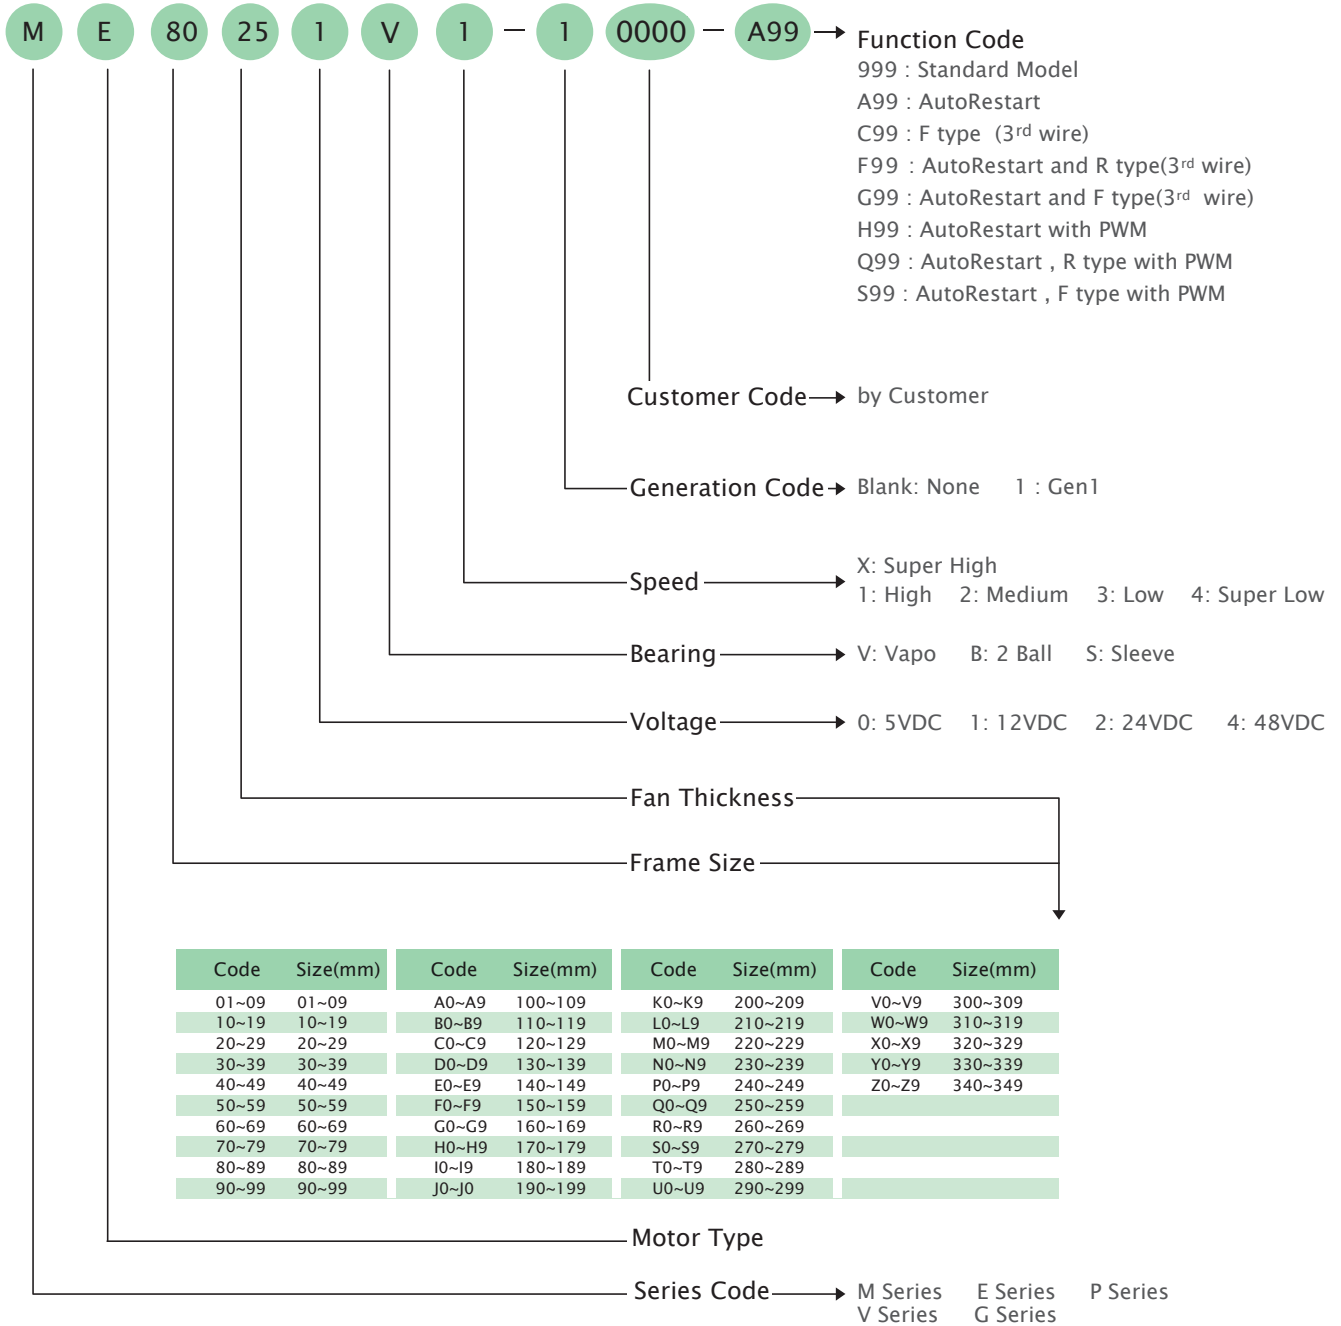 M E 80 25 1 V 1 – 1 0000 – A99
Function Code
999 : Standard Model
A99 : AutoRestart
C99 : F type (3rd wire)
F99 : AutoRestart and R type(3rd wire)
G99 : AutoRestart and F type(3rd wire)
H99 : AutoRestart with PWM
Q99 : AutoRestart , R type with PWM
S99 : AutoRestart , F type with PWM
Customer Code by Customer
Generation Code Blank: None 1 : Gen1
Speed
X: Super High
1: High 2: Medium 3: Low 4: Super Low
Bearing V: Vapo B: 2 Ball S: Sleeve
Voltage 0: 5VDC 1: 12VDC 2: 24VDC 4: 48VDC
Fan Thickness
Frame Size
Code Size(mm) Code Size(mm) Code Size(mm) Code Size(mm)
01~09 01~09 A0~A9 100~109 K0~K9 200~209 V0~V9 300~309
10~19 10~19 B0~B9 110~119 L0~L9 210~219 W0~W9 310~319
20~29 20~29 C0~C9 120~129 M0~M9 220~229 X0~X9 320~329
30~39 30~39 D0~D9 130~139 N0~N9 230~239 Y0~Y9 330~339
40~49 40~49 E0~E9 140~149 P0~P9 240~249 Z0~Z9 340~349
50~59 50~59 F0~F9 150~159 Q0~Q9 250~259
60~69 60~69 G0~G9 160~169 R0~R9 260~269
70~79 70~79 H0~H9 170~179 S0~S9 270~279
80~89 80~89 I0~I9 180~189 T0~T9 280~289
90~99 90~99 J0~J0 190~199 U0~U9 290~299
Motor Type
Series Code M Series E Series P Series
V Series G Series